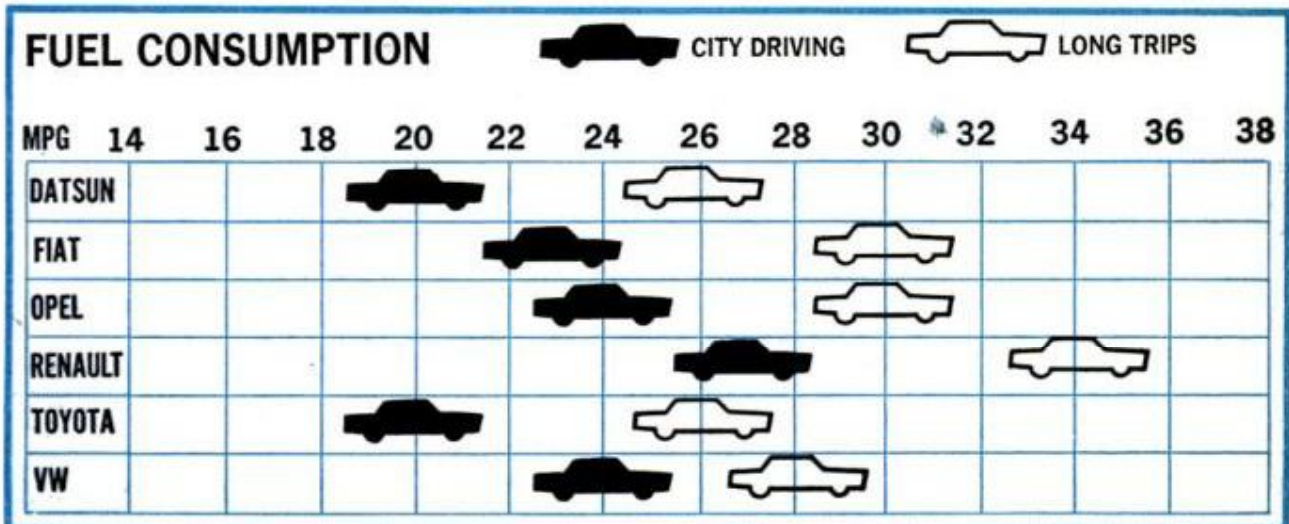 FUEL CONSUMPTION CITY DRIVING LONG TRIPS
MPG 14 16 18 20 22 24 26 28 30 32 34 36 38
DATSUN
FIAT
OPEL
RENAULT
TOYOTA
VW